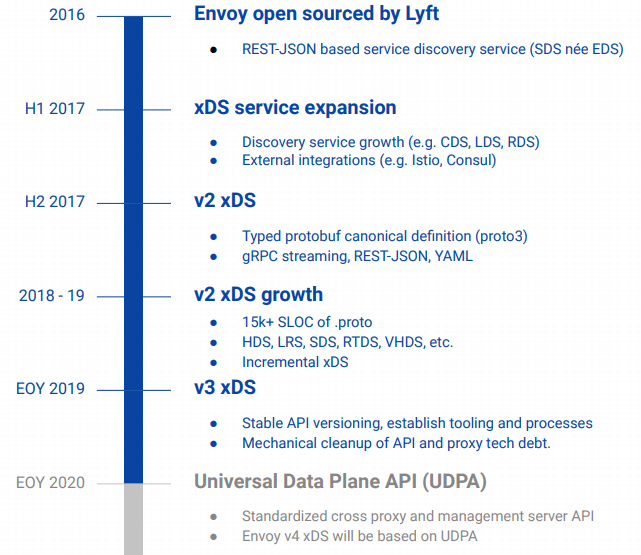 2016 Envoy open sourced by Lyft
● REST-JSON based service discovery service (SDS née EDS)
H1 2017 xDS service expansion
● Discovery service growth (e.g. CDS, LDS, RDS)
● External integrations (e.g. Istio, Consul)
H2 2017 v2 xDS
● Typed protobuf canonical definition (proto3)
● gRPC streaming, REST-JSON, YAML
2018 - 19 v2 xDS growth
● 15k+ SLOC of .proto
● HDS, LRS, SDS, RTDS, VHDS, etc.
● Incremental xDS
EOY 2019 v3 xDS
● Stable API versioning, establish tooling and processes
● Mechanical cleanup of API and proxy tech debt.
EOY 2020 Universal Data Plane API (UDPA)
● Standardized cross proxy and management server API
● Envoy v4 xDS will be based on UDPA